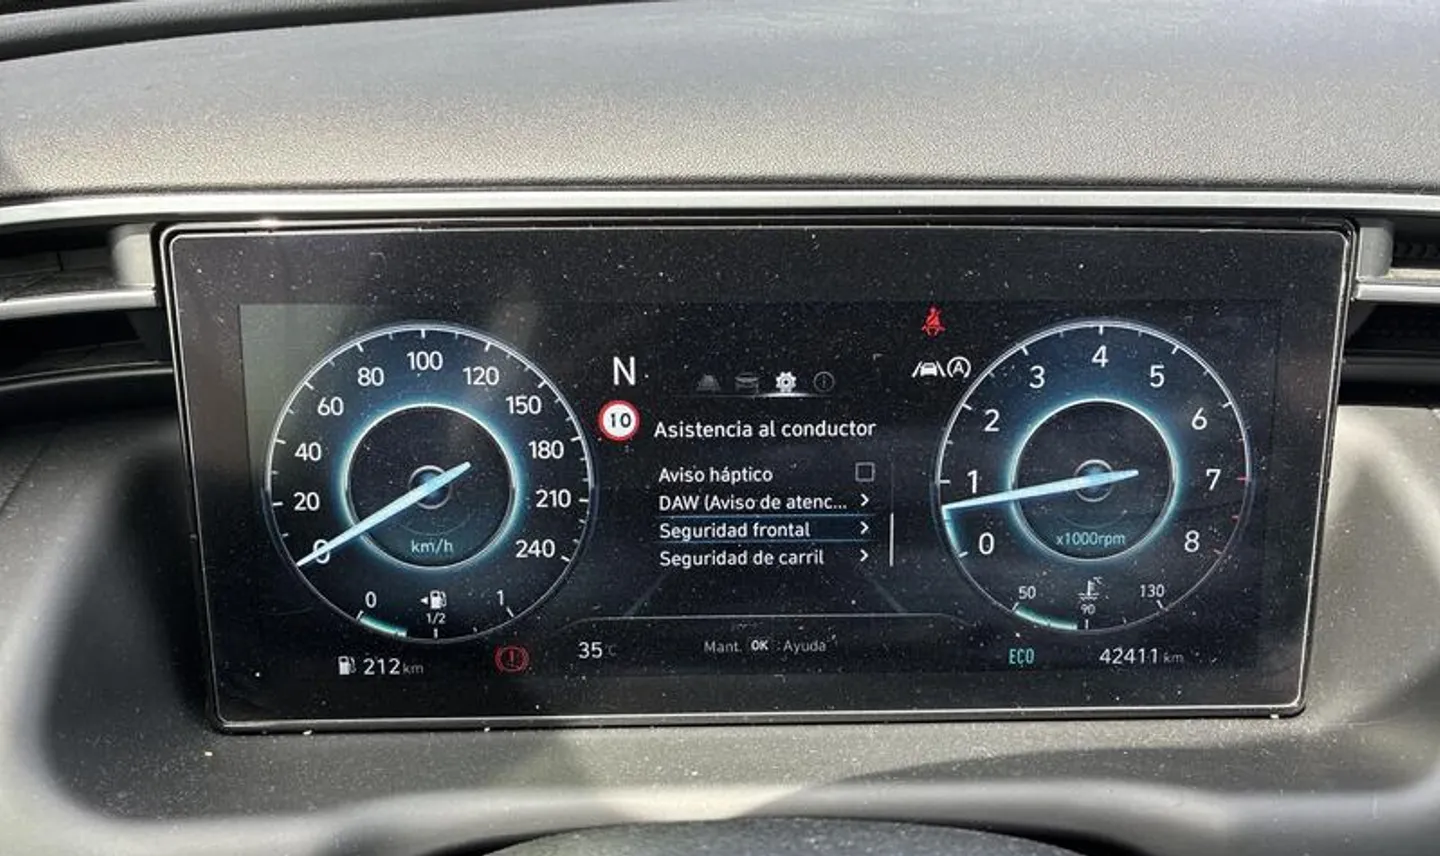 0
20
40
60
80
100
120
150
180
210
240
km/h
0
1/2
1
212 km
N
10
Asistencia al conductor
Aviso háptico
DAW (Aviso de atenc...
Seguridad frontal
Seguridad de carril
35°C
Mant. OK : Ayuda
A
0
1
2
3
4
5
6
7
8
x1000rpm
50
90
130
ECO
42411 km